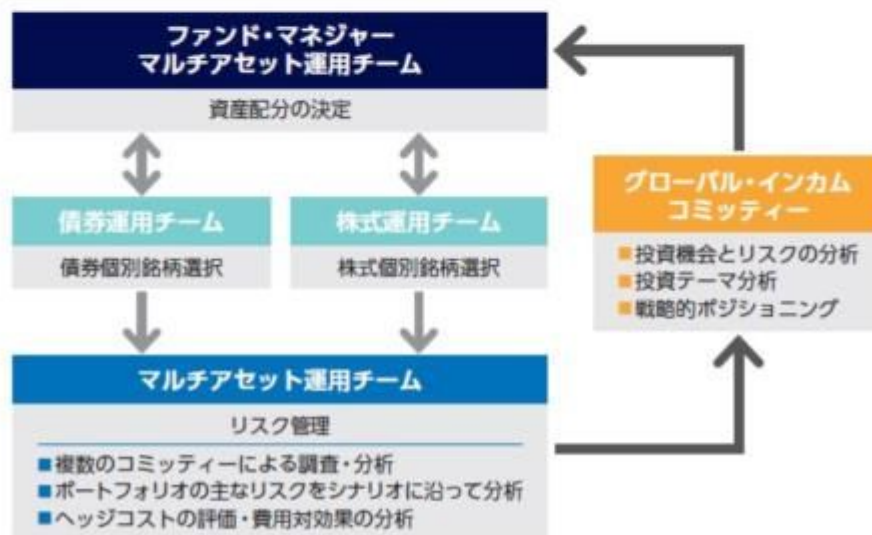 ファンド・マネジャー
マルチアセット運用チーム
資産配分の決定
債券運用チーム
債券個別銘柄選択
株式運用チーム
株式個別銘柄選択
マルチアセット運用チーム
リスク管理
■複数のコミッティーによる調査・分析
■ポートフォリオの主なリスクをシナリオに沿って分析
■ヘッジコストの評価・費用対効果の分析
グローバル・インカム
コミッティー
■投資機会とリスクの分析
■投資テーマ分析
■戦略的ポジショニング